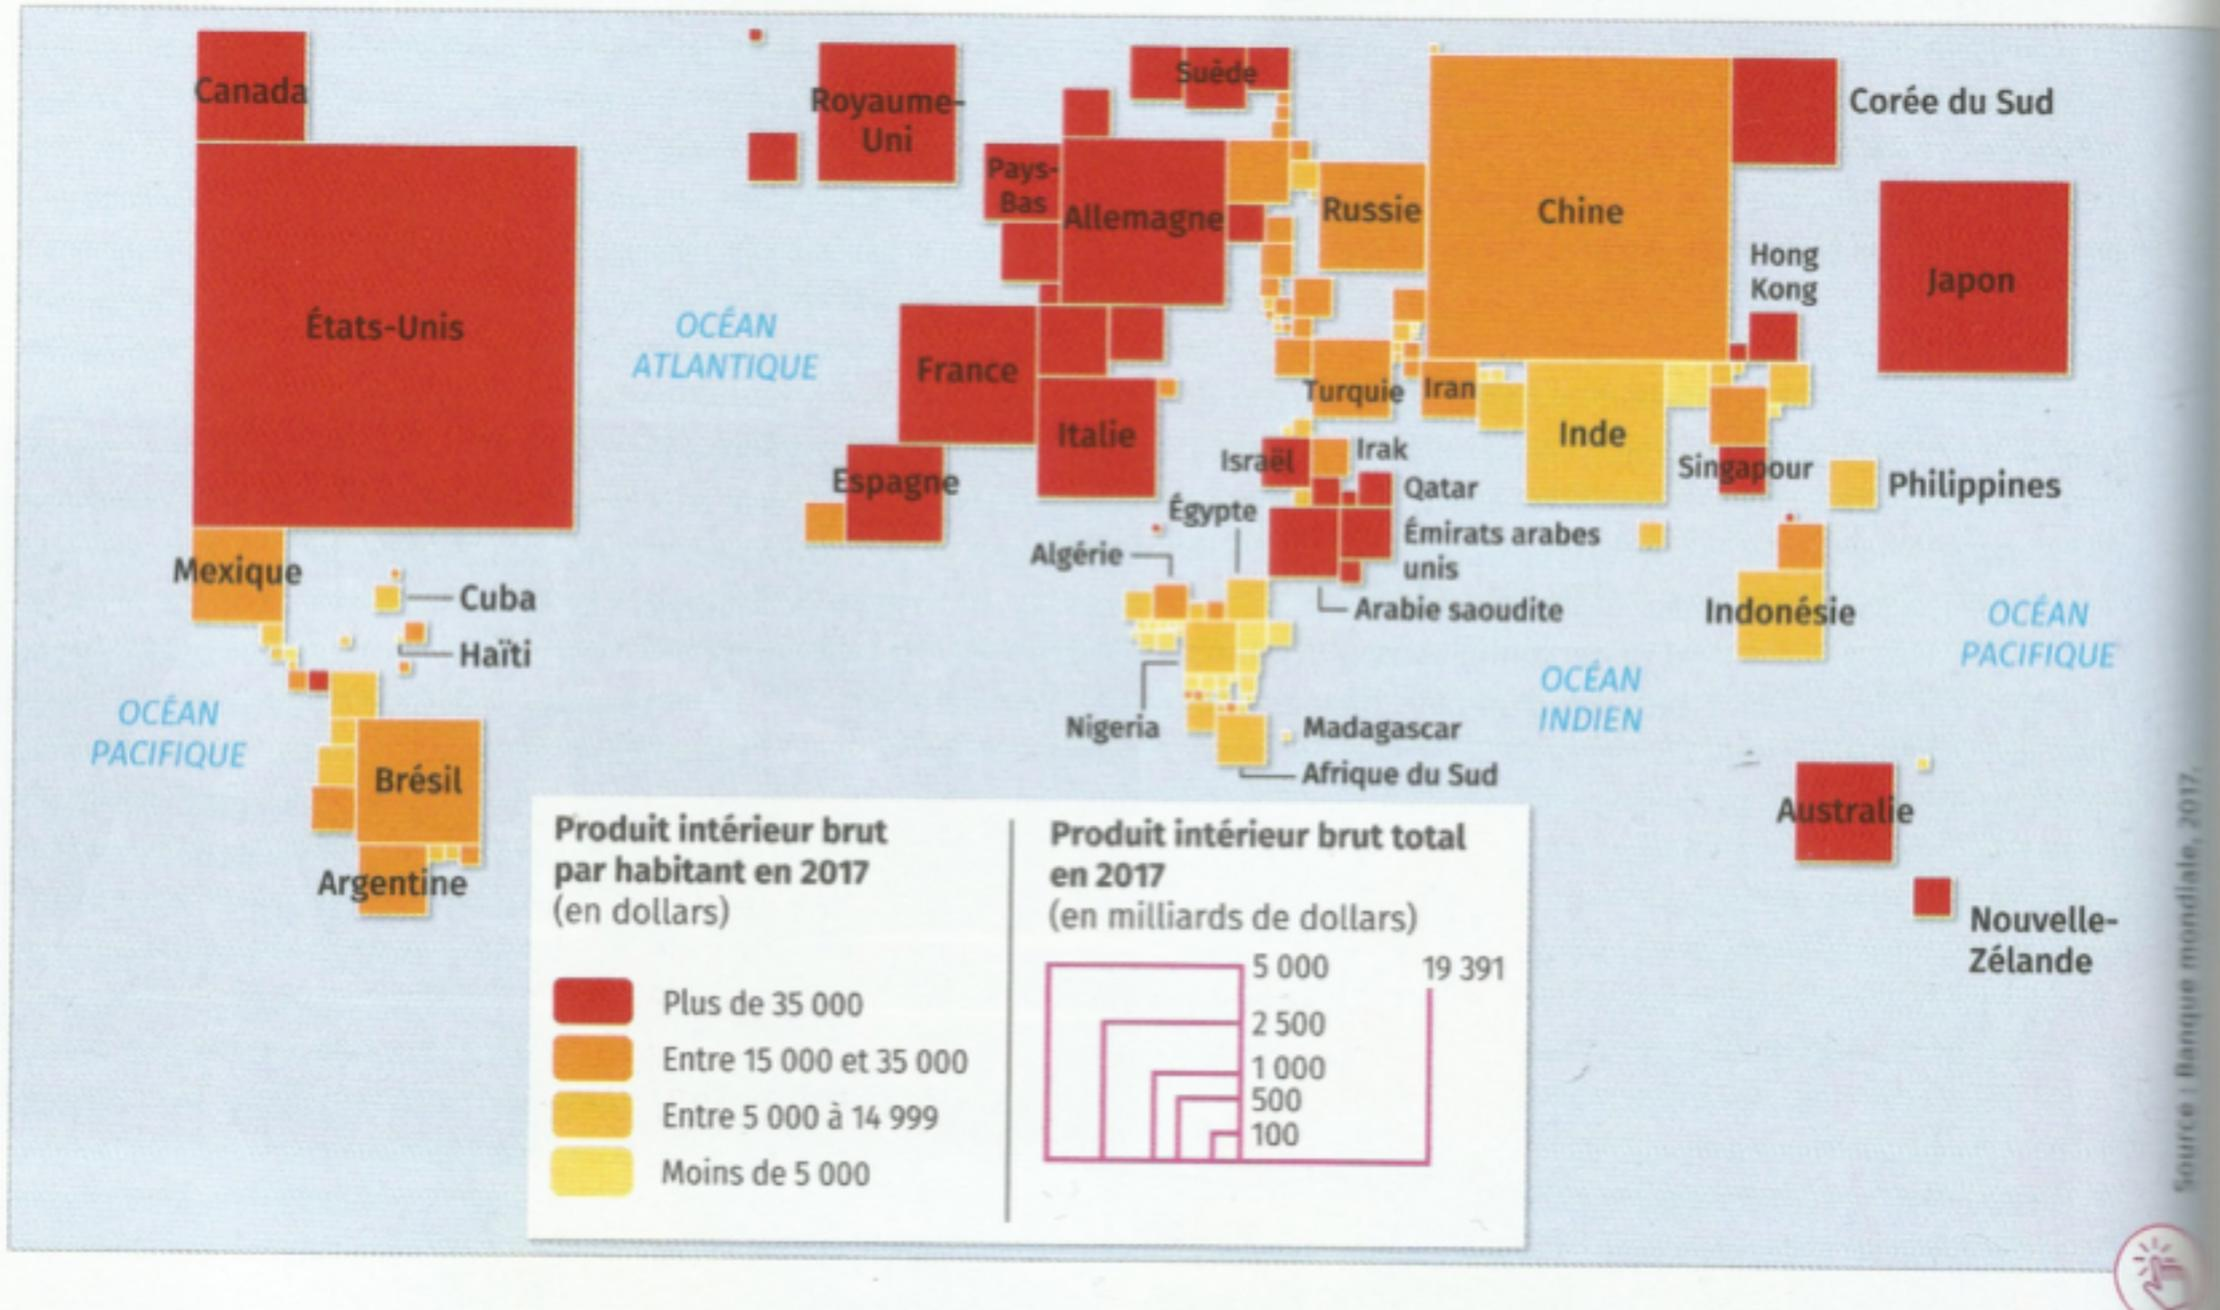 Canada
États-Unis
Mexique
Cuba
Haïti
OCÉAN
PACIFIQUE
Brésil
Argentine
OCÉAN
ATLANTIQUE
Royaume-
Uni
Suède
Pays-
Bas
Allemagne
France
Italie
Espagne
Russie
Chine
Corée du Sud
Hong
Kong
Japon
Turquie
Iran
Inde
Israël
Irak
Qatar
Singapour
Philippines
Égypte
Algérie
Émirats arabes
unis
Arabie saoudite
Indonésie
OCÉAN
PACIFIQUE
OCÉAN
INDIEN
Nigeria
Madagascar
Afrique du Sud
Australie
Nouvelle-
Zélande
Produit intérieur brut
par habitant en 2017
(en dollars)
Plus de 35 000
Entre 15 000 et 35 000
Entre 5 000 à 14 999
Moins de 5 000
Produit intérieur brut total
en 2017
(en milliards de dollars)
5 000
19 391
2 500
1 000
500
100
Source : Banque mondiale, 2017.